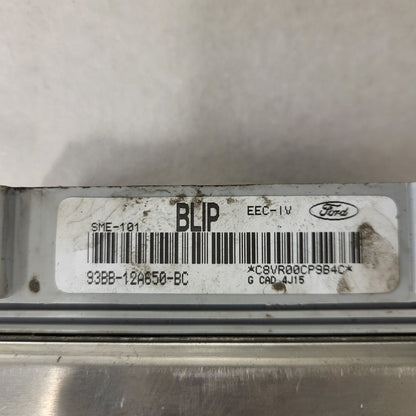 BLIP EEC-IV Ford
SME-101
93BB-12A650-BC *C8VR00CP9B4C*
G CAD 4J15